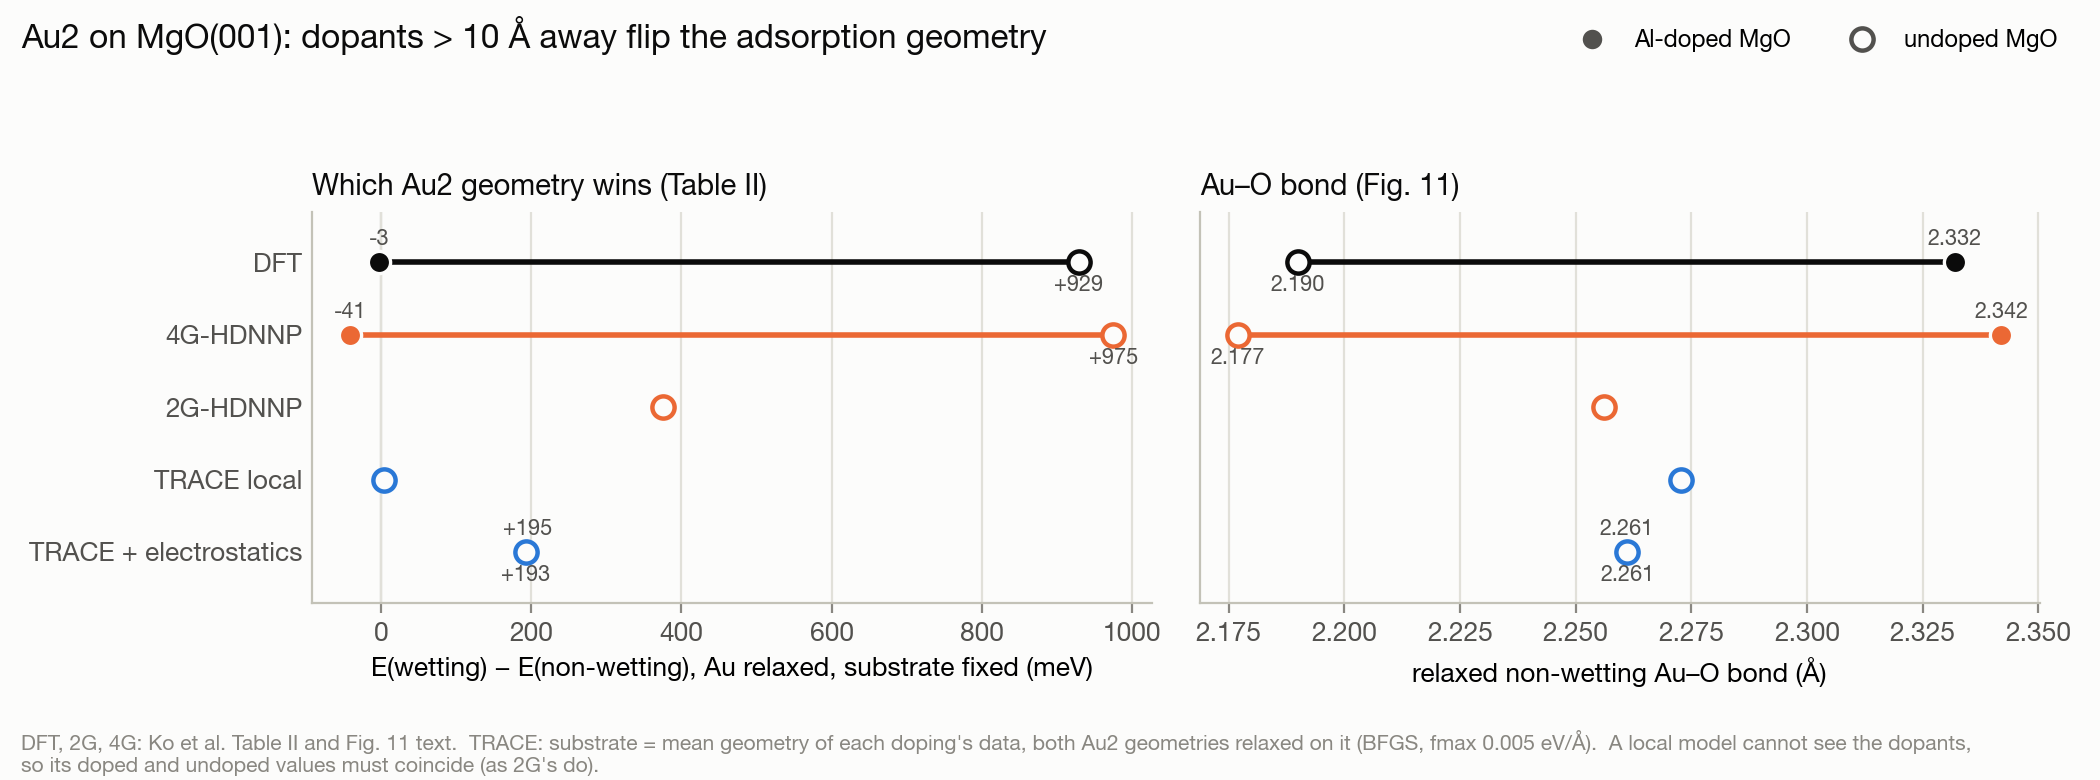 Au2 on MgO(001): dopants > 10 Å away flip the adsorption geometry
Al-doped MgO
undoped MgO
Which Au2 geometry wins (Table II)
DFT
4G-HDNNP
2G-HDNNP
TRACE local
TRACE + electrostatics
-3
+929
-41
+975
+195
+193
0 200 400 600 800 1000
E(wetting) – E(non-wetting), Au relaxed, substrate fixed (meV)
Au–O bond (Fig. 11)
2.332
2.190
2.342
2.177
2.261
2.261
2.175 2.200 2.225 2.250 2.275 2.300 2.325 2.350
relaxed non-wetting Au–O bond (Å)
DFT, 2G, 4G: Ko et al. Table II and Fig. 11 text.  TRACE: substrate = mean geometry of each doping's data, both Au2 geometries relaxed on it (BFGS, fmax 0.005 eV/Å).  A local model cannot see the dopants,
so its doped and undoped values must coincide (as 2G's do).